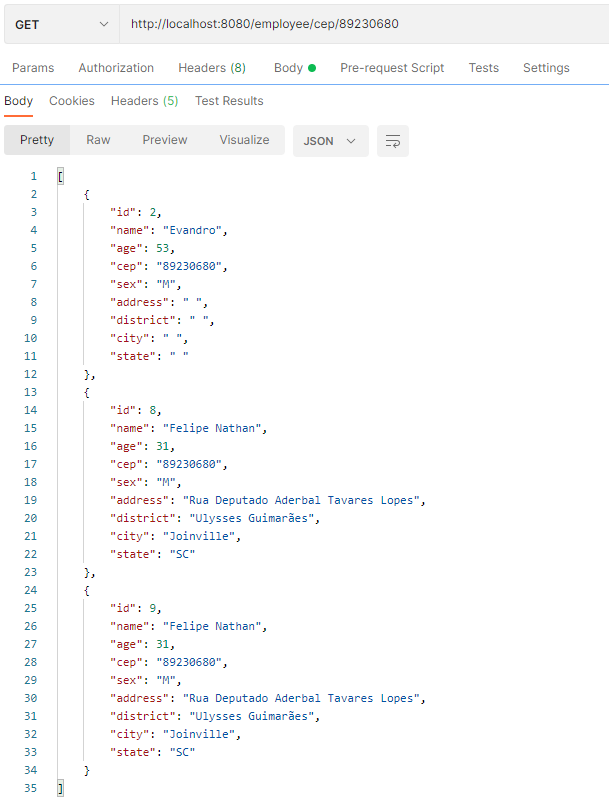 GET http://localhost:8080/employee/cep/89230680
Params Authorization Headers (8) Body Pre-request Script Tests Settings
Body Cookies Headers (5) Test Results
Pretty Raw Preview Visualize JSON
1 [
2 {
3 "id": 2,
4 "name": "Evandro",
5 "age": 53,
6 "cep": "89230680",
7 "sex": "M",
8 "address": " ",
9 "district": " ",
10 "city": " ",
11 "state": " "
12 },
13 {
14 "id": 8,
15 "name": "Felipe Nathan",
16 "age": 31,
17 "cep": "89230680",
18 "sex": "M",
19 "address": "Rua Deputado Aderbal Tavares Lopes",
20 "district": "Ulysses Guimarães",
21 "city": "Joinville",
22 "state": "SC"
23 },
24 {
25 "id": 9,
26 "name": "Felipe Nathan",
27 "age": 31,
28 "cep": "89230680",
29 "sex": "M",
30 "address": "Rua Deputado Aderbal Tavares Lopes",
31 "district": "Ulysses Guimarães",
32 "city": "Joinville",
33 "state": "SC"
34 }
35 ]